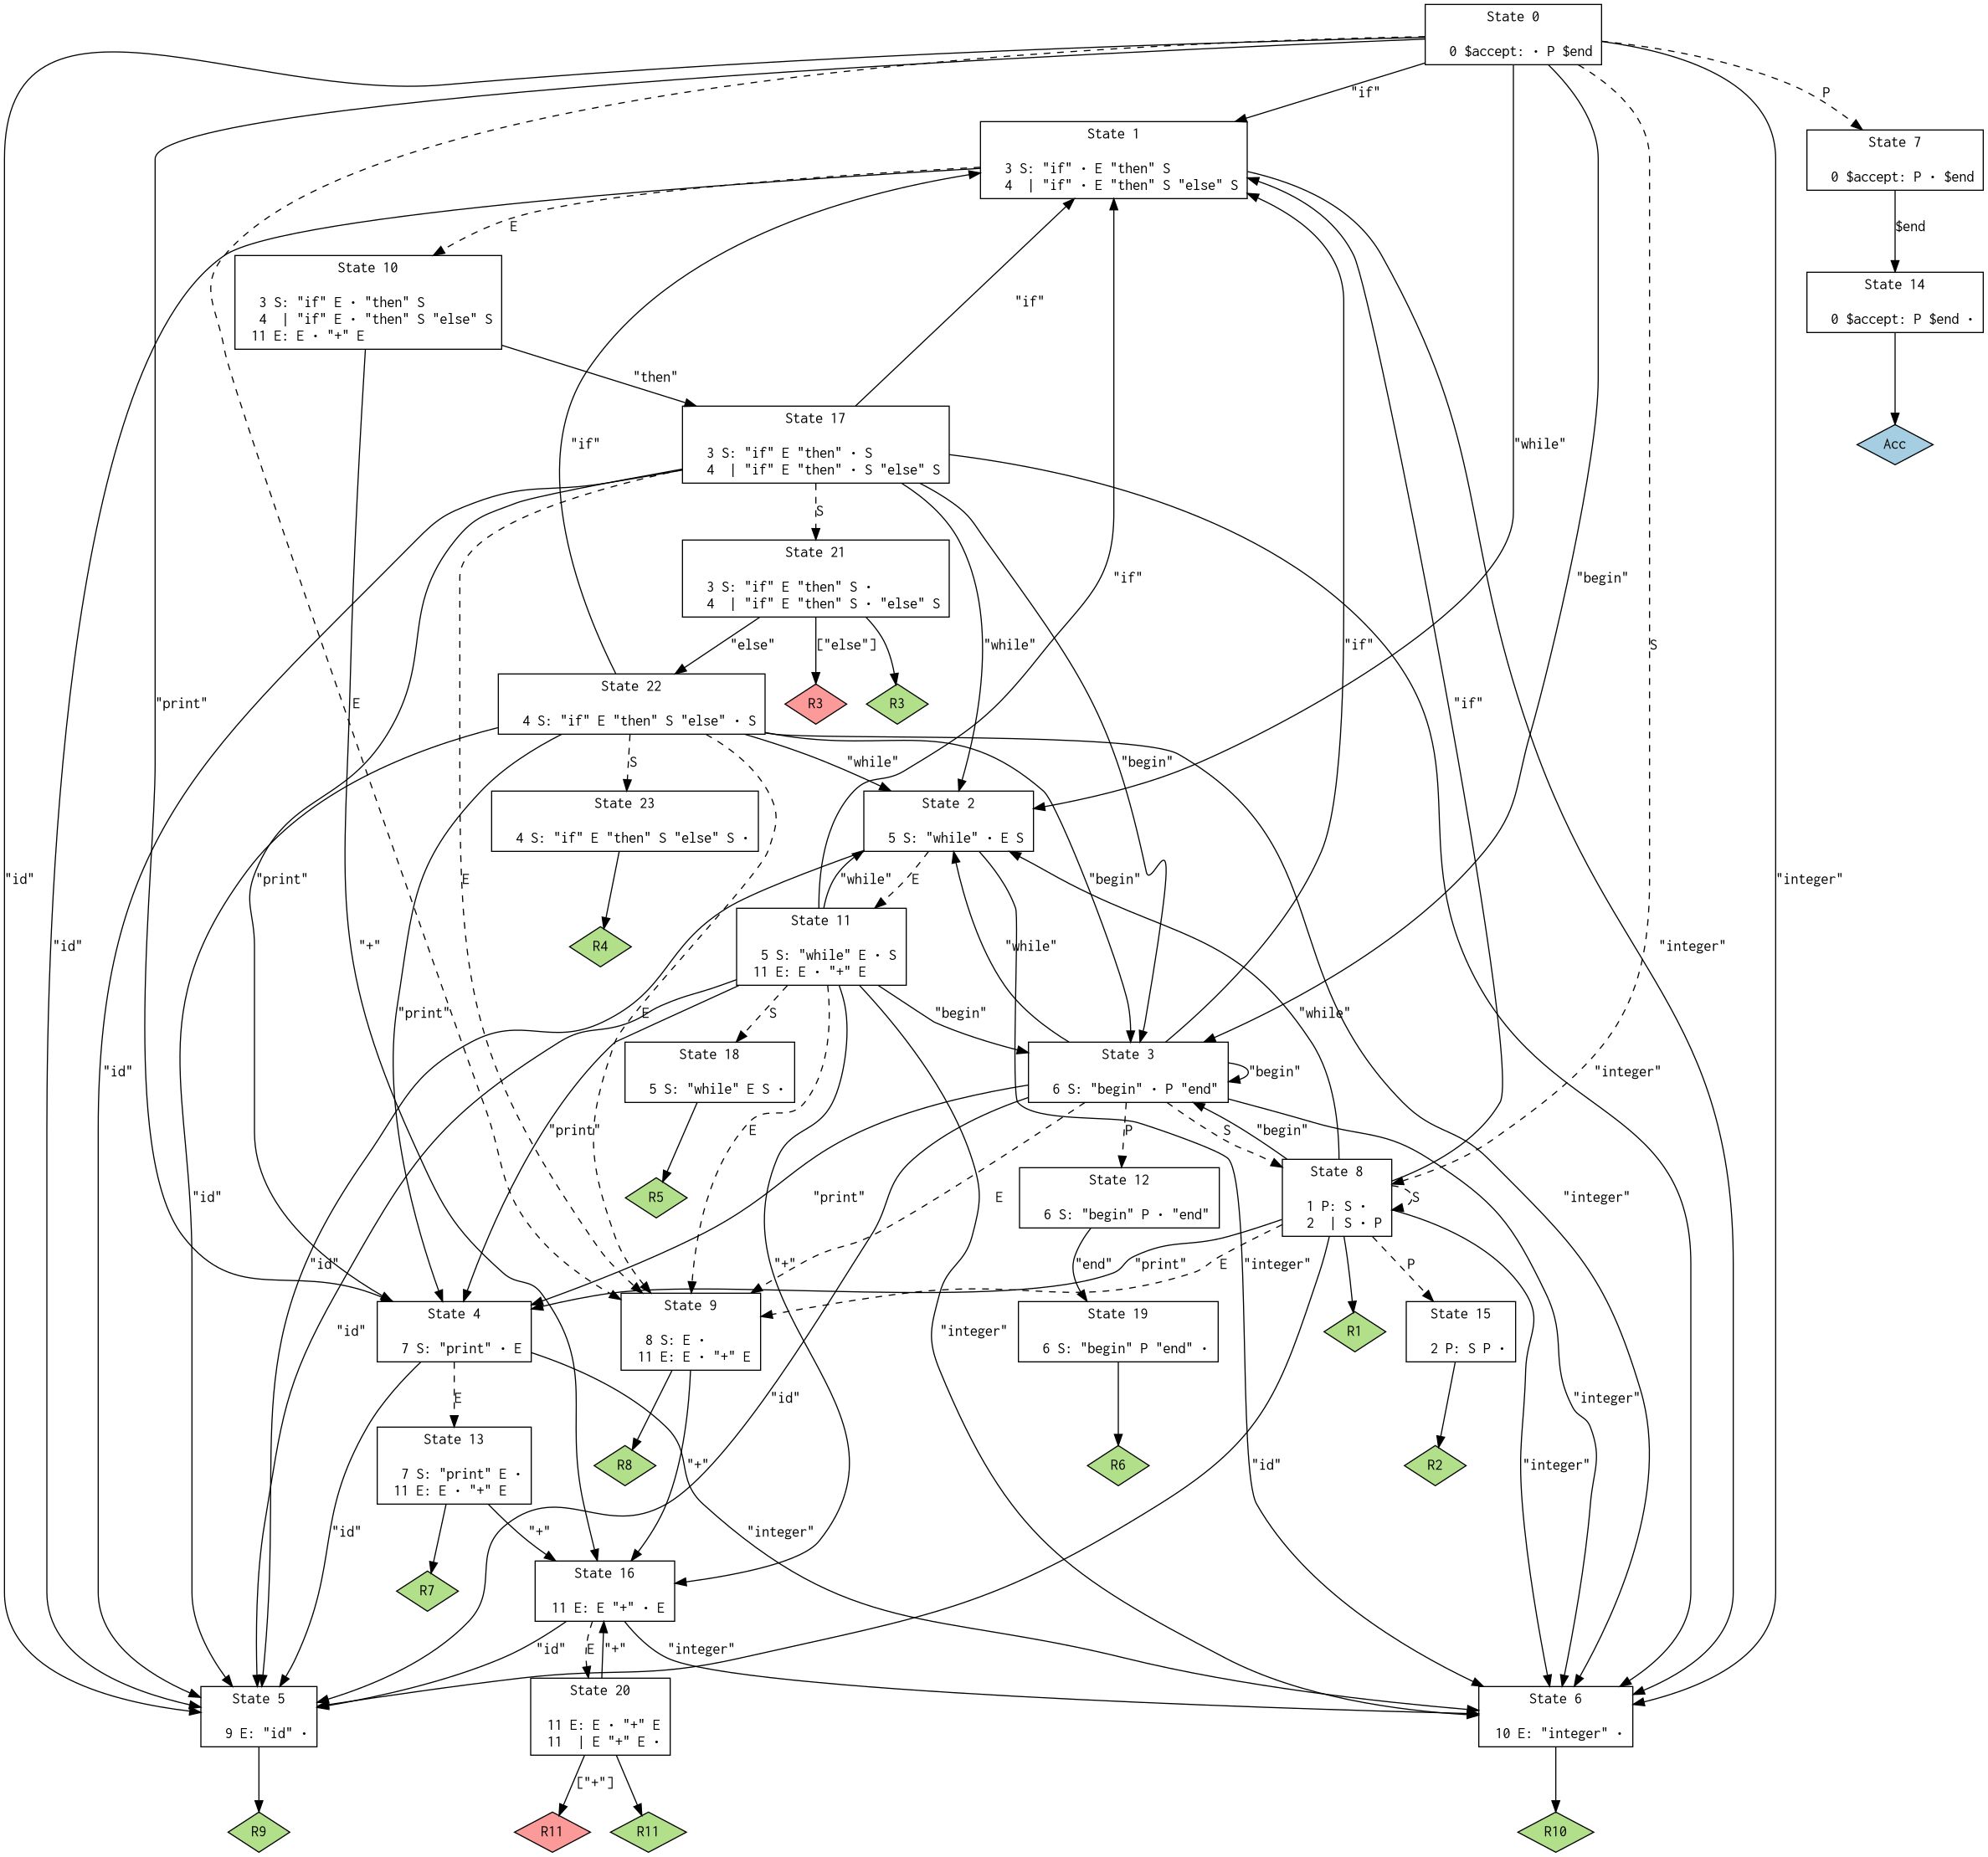 State 0
0 $accept: • P $end
"if"
P
State 1
3 S: "if" • E "then" S
4 | "if" • E "then" S "else" S
State 7
0 $accept: P • $end
E
$end
State 10
3 S: "if" E • "then" S
4 | "if" E • "then" S "else" S
11 E: E • "+" E
"if"
State 14
0 $accept: P $end •
"then"
State 17
3 S: "if" E "then" • S
4 | "if" E "then" • S "else" S
"if"
"while"
Acc
S
State 21
3 S: "if" E "then" S •
4 | "if" E "then" S • "else" S
"if"
"begin"
"else"
["else"]
"while"
"if"
S
State 22
4 S: "if" E "then" S "else" • S
R3
R3
"print"
E
"if"
S
"while"
"begin"
State 23
4 S: "if" E "then" S "else" S •
State 2
5 S: "while" • E S
"id"
"print"
E
"while"
E
"begin"
"integer"
State 11
5 S: "while" E • S
11 E: E • "+" E
"id"
"+"
R4
"while"
"integer"
"print"
E
S
"begin"
"while"
State 18
5 S: "while" E S •
State 3
6 S: "begin" • P "end"
"id"
"begin"
"integer"
"print"
E
P
S
"begin"
State 12
6 S: "begin" P • "end"
State 8
1 P: S •
2 | S • P
"id"
R5
"print"
E
S
"integer"
"id"
"+"
"end"
"print"
E
"integer"
P
State 4
7 S: "print" • E
State 9
8 S: E •
11 E: E • "+" E
State 19
6 S: "begin" P "end" •
R1
State 15
2 P: S P •
"id"
"integer"
E
"id"
"integer"
State 13
7 S: "print" E •
11 E: E • "+" E
R8
"+"
R6
"id"
R2
"integer"
"id"
"+"
"integer"
State 16
11 E: E "+" • E
R7
"id"
E
"+"
"integer"
State 5
9 E: "id" •
State 20
11 E: E • "+" E
11 | E "+" E •
State 6
10 E: "integer" •
["+"]
R9
R11
R11
R10